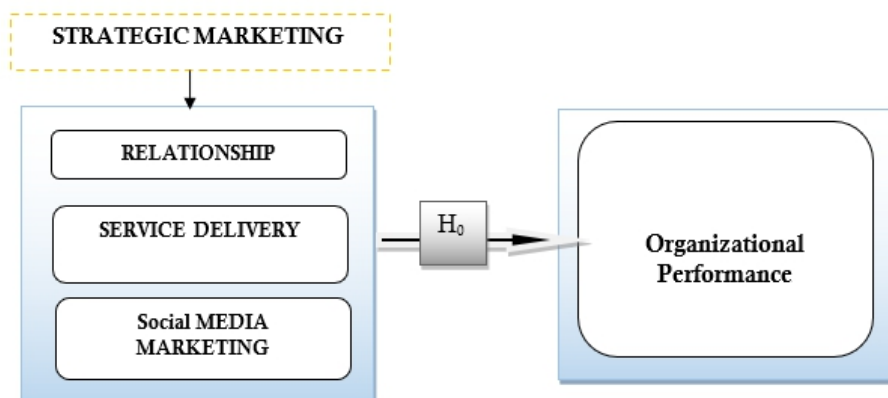 STRATEGIC MARKETING
RELATIONSHIP
SERVICE DELIVERY
Social MEDIA
MARKETING
H₀
Organizational
Performance